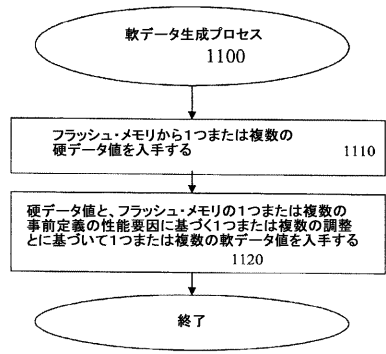 軟データ生成プロセス
1100
フラッシュ・メモリから1つまたは複数の
硬データ値を入手する
1110
硬データ値と、フラッシュ・メモリの1つまたは複数の
事前定義の性能要因に基づく1つまたは複数の調整
とに基づいて1つまたは複数の軟データ値を入手する
1120
終了